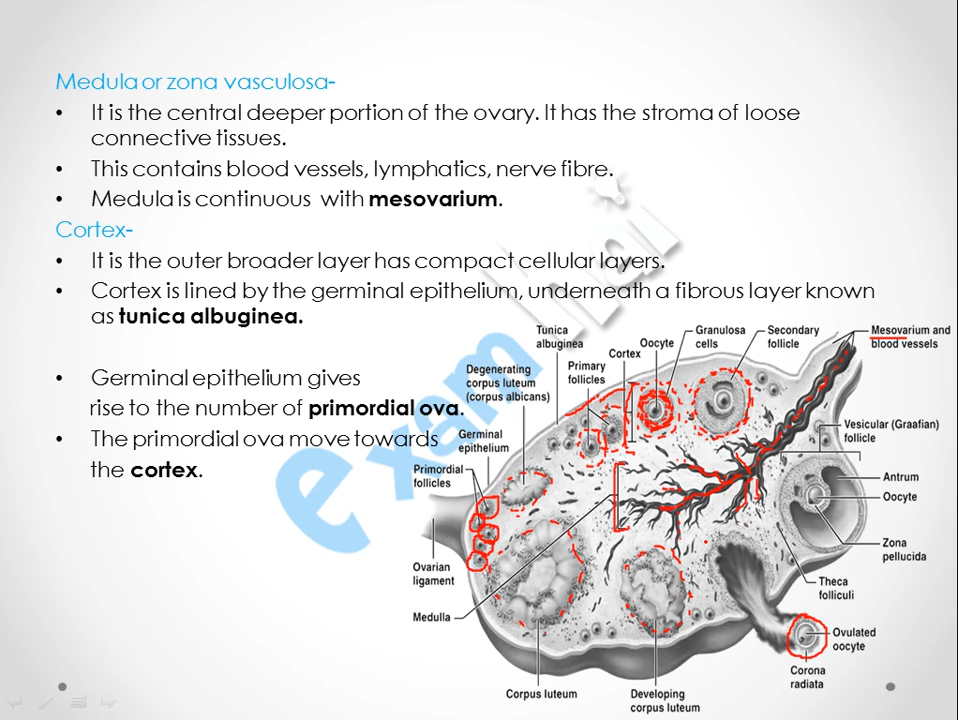 Medula or zona vasculosa-
• It is the central deeper portion of the ovary. It has the stroma of loose
connective tissues.
• This contains blood vessels, lymphatics, nerve fibre.
• Medula is continuous with mesovarium.
Cortex-
• It is the outer broader layer has compact cellular layers.
• Cortex is lined by the germinal epithelium, underneath a fibrous layer known
as tunica albuginea.
• Germinal epithelium gives
rise to the number of primordial ova.
• The primordial ova move towards
the cortex.
examhai
Tunica
albuginea
Degenerating
corpus luteum
(corpus albicans)
Germinal
epithelium
Primordial
follicles
Primary
follicles
Cortex
Oocyte
Granulosa
cells
Secondary
follicle
Mesovarium and
blood vessels
Vesicular (Graafian)
follicle
Antrum
Oocyte
Zona
pellucida
Theca
folliculi
Ovulated
oocyte
Corona
radiata
Ovarian
ligament
Medulla
Corpus luteum
Developing
corpus luteum